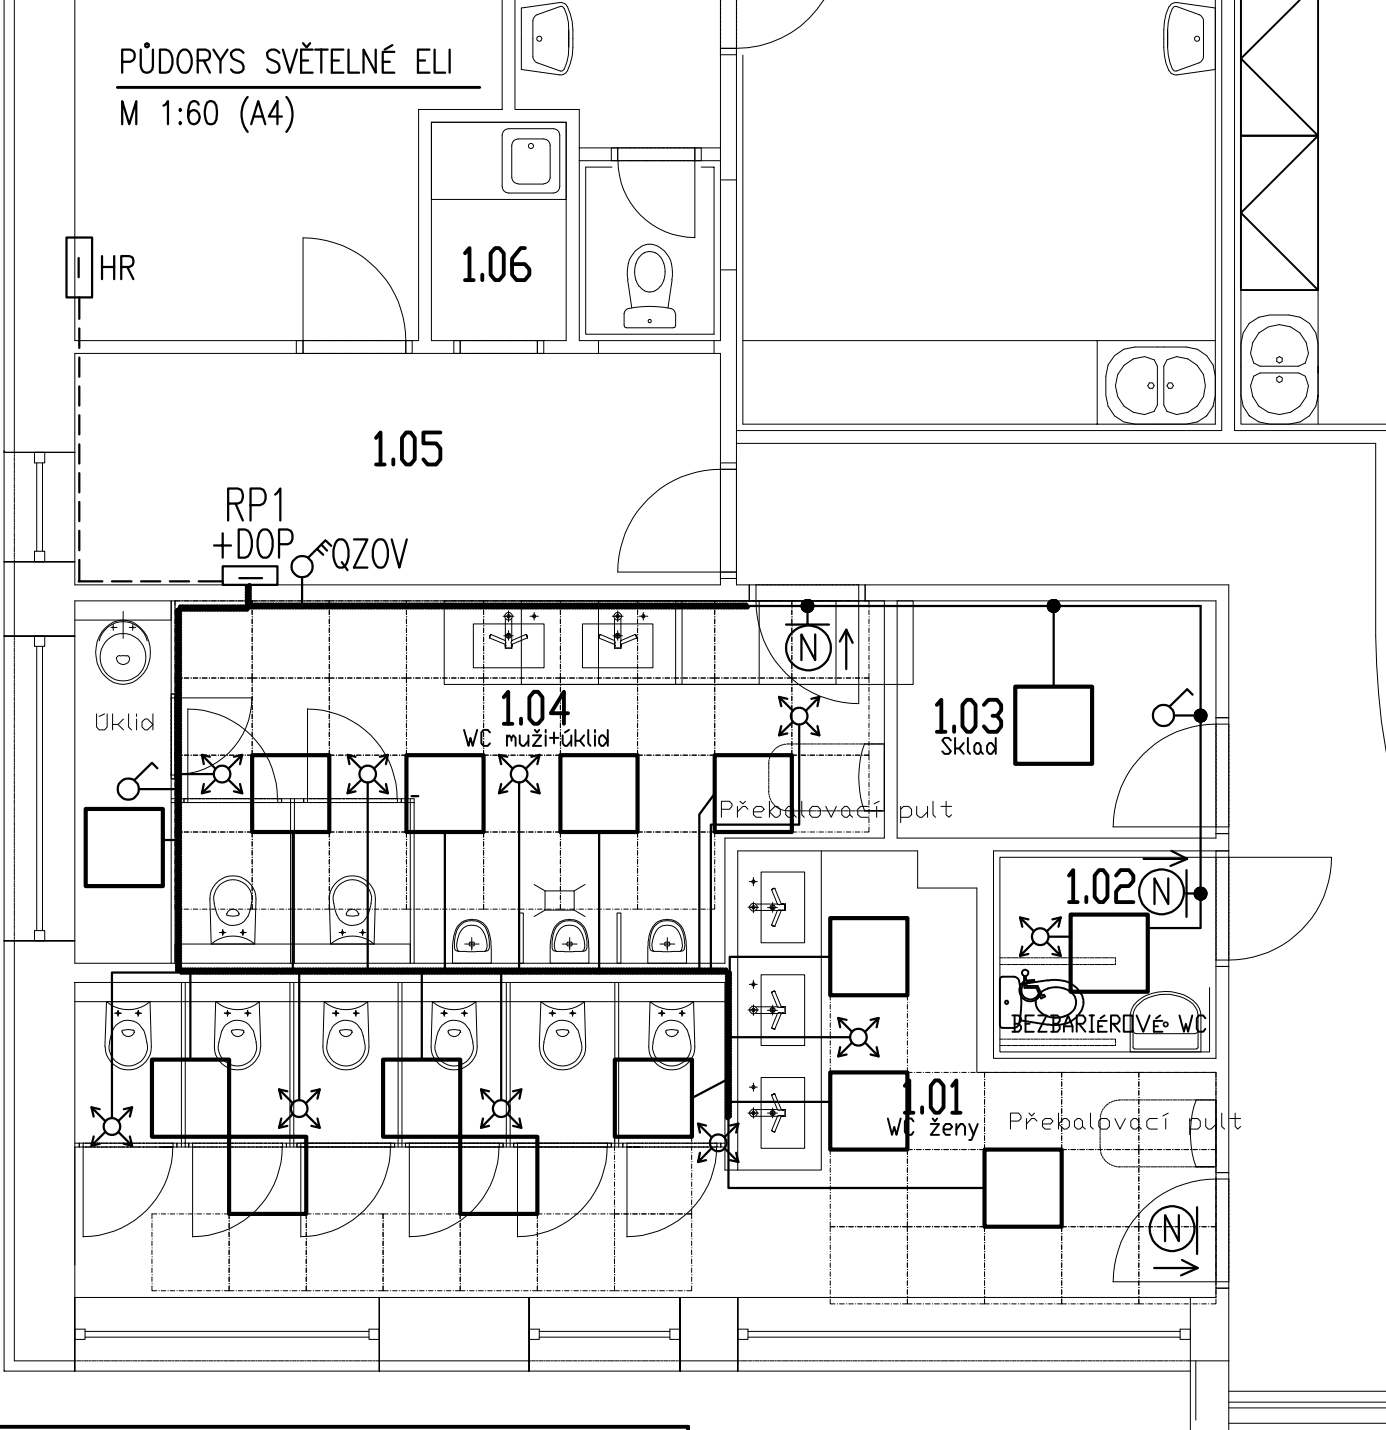 PŮDORYS SVĚTELNÉ ELI
M 1:60 (A4)
HR
1.06
1.05
RP1
+DOP
QZOV
N
Úklid
1.04
WC muži+úklid
1.03
Sklad
Přebalovací pult
1.02
N
BEZBARIÉROVÉ WC
1.01
WC ženy
Přebalovací pult
N